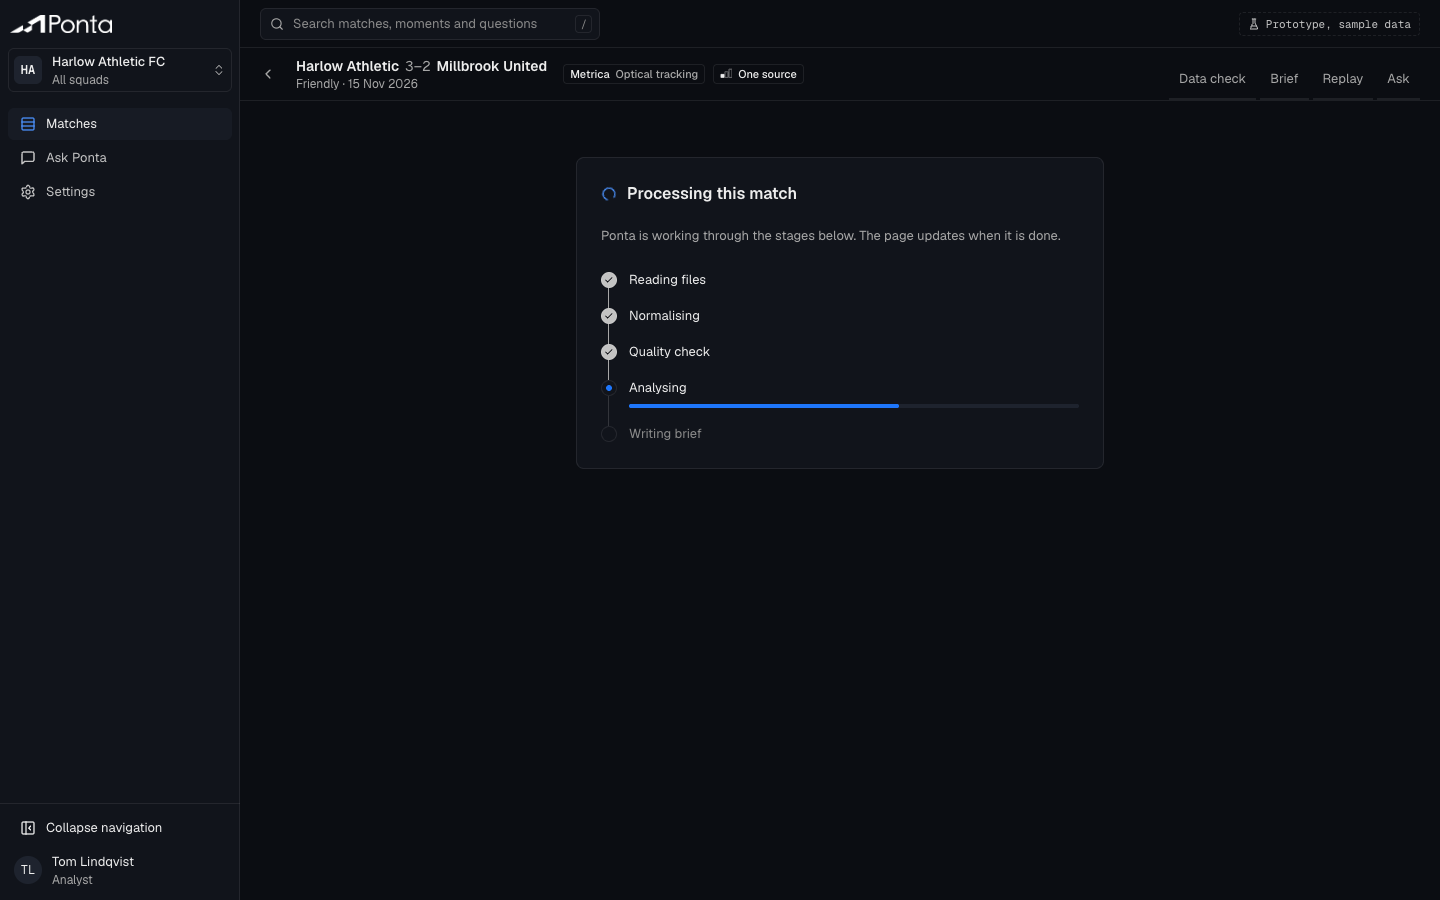 Ponta
HA
Harlow Athletic FC
All squads
Matches
Ask Ponta
Settings
Collapse navigation
TL
Tom Lindqvist
Analyst
Search matches, moments and questions
/
Prototype, sample data
Harlow Athletic 3–2 Millbrook United
Friendly · 15 Nov 2026
Metrica Optical tracking
One source
Data check
Brief
Replay
Ask
Processing this match
Ponta is working through the stages below. The page updates when it is done.
Reading files
Normalising
Quality check
Analysing
Writing brief